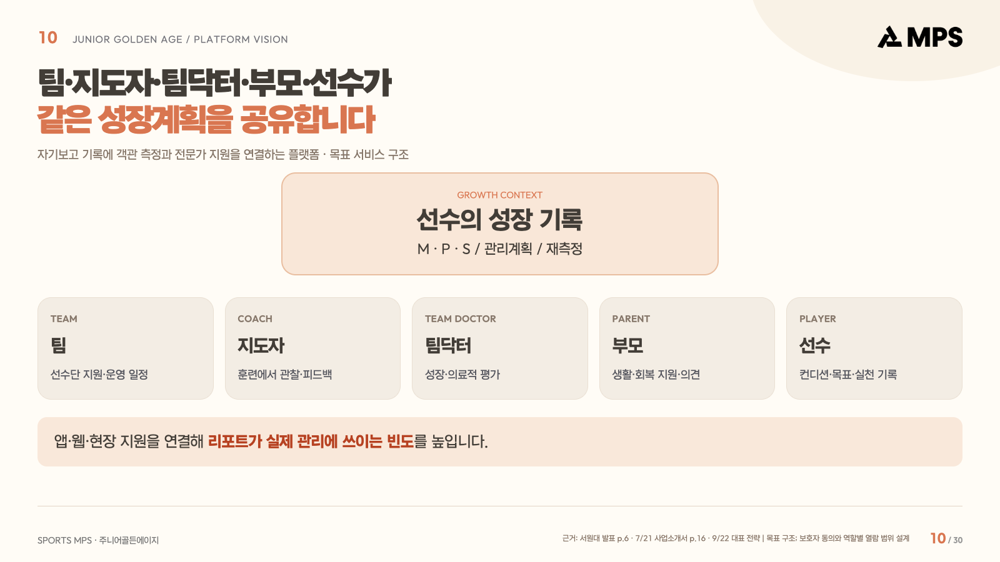 10 JUNIOR GOLDEN AGE / PLATFORM VISION
MPS
팀·지도자·팀닥터·부모·선수가
같은 성장계획을 공유합니다
자기보고 기록에 객관 측정과 전문가 지원을 연결하는 플랫폼 · 목표 서비스 구조
GROWTH CONTEXT
선수의 성장 기록
M · P · S / 관리계획 / 재측정
TEAM
팀
선수단 지원·운영 일정
COACH
지도자
훈련에서 관찰·피드백
TEAM DOCTOR
팀닥터
성장·의료적 평가
PARENT
부모
생활·회복 지원·의견
PLAYER
선수
컨디션·목표·실천 기록
앱·웹·현장 지원을 연결해 리포트가 실제 관리에 쓰이는 빈도를 높입니다.
SPORTS MPS · 주니어골든에이지
근거: 서원대 발표 p.6 · 7/21 사업소개서 p.16 · 9/22 대표 전략 | 목표 구조; 보호자 동의와 역할별 열람 범위 설계
10 / 30